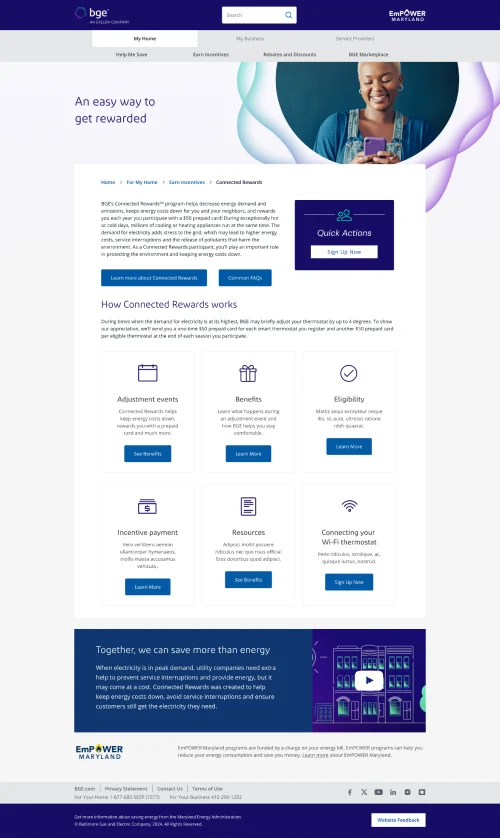 bge
AN EXELON COMPANY
Search
EmPOWER
MARYLAND
My Home
My Business
Service Providers
Help Me Save
Earn Incentives
Rebates and Discounts
BGE Marketplace
An easy way to
get rewarded
Home > For My Home > Earn Incentives > Connected Rewards
BGE's Connected Rewards℠ program helps decrease energy demand and
emissions, keeps energy costs down for you and your neighbors, and rewards
you each year you participate with a $50 prepaid card! During exceptionally hot
or cold days, millions of cooling or heating appliances run at the same time. The
demand for electricity adds stress to the grid, which may lead to higher energy
costs, service interruptions and the release of pollutants that harm the
environment. As a Connected Rewards participant, you'll play an important role
in protecting the environment and keeping energy costs down.
Quick Actions
Sign Up Now
Learn more about Connected Rewards
Common FAQs
How Connected Rewards works
During times when the demand for electricity is at its highest, BGE may briefly adjust your thermostat by up to 4 degrees. To show
our appreciation, we'll send you a one-time $50 prepaid card for each smart thermostat you register and another $50 prepaid card
per eligible thermostat at the end of each season you participate.
Adjustment events
Connected Rewards helps
keep energy costs down,
rewards you with a prepaid
card and much more.
See Benefits
Benefits
Learn what happens during
an adjustment event and
how BGE helps you stay
comfortable.
Learn More
Eligibility
Mattis sequi excepteur neque
illo, id, aute, ultricies ratione
nibh quaerat.
Learn More
Incentive payment
Vero vel libero aenean
ullamcorper hymenaeos,
mollis massa accusamus
vehicula.
Learn More
Resources
Adipisci mollit posuere
ridiculus nec quis risus officia!
Eros doloribus quod adipisci.
See Benefits
Connecting your
Wi-Fi thermostat
Pede ridiculus, similique, ac,
quisque luctus, nostrud.
Sign Up Now
Together, we can save more than energy
When electricity is in peak demand, utility companies need extra
help to prevent service interruptions and provide energy, but it
may come at a cost. Connected Rewards was created to help
keep energy costs down, avoid service interruptions and ensure
customers still get the electricity they need.
EmPOWER
MARYLAND
EmPOWER Maryland programs are funded by a charge on your energy bill. EmPOWER programs can help you
reduce your energy consumption and save you money. Learn more about EmPOWER Maryland.
BGE.com | Privacy Statement | Contact Us | Terms of Use
For Your Home 1-877-685-SESP (7377) For Your Business 410-290-1202
Get more information about saving energy from the Maryland Energy Administration.
© Baltimore Gas and Electric Company, 2024. All Rights Reserved.
Website Feedback